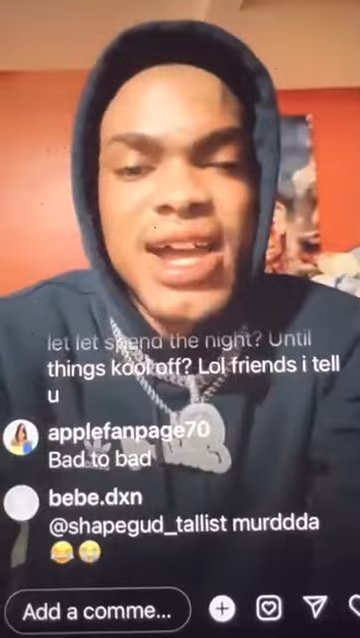 let let spend the night? Until
things kool off? Lol friends i tell
u
applefanpage70
Bad to bad
bebe.dxn
@shapegud_tallist murddda
😂😭
Add a comme...